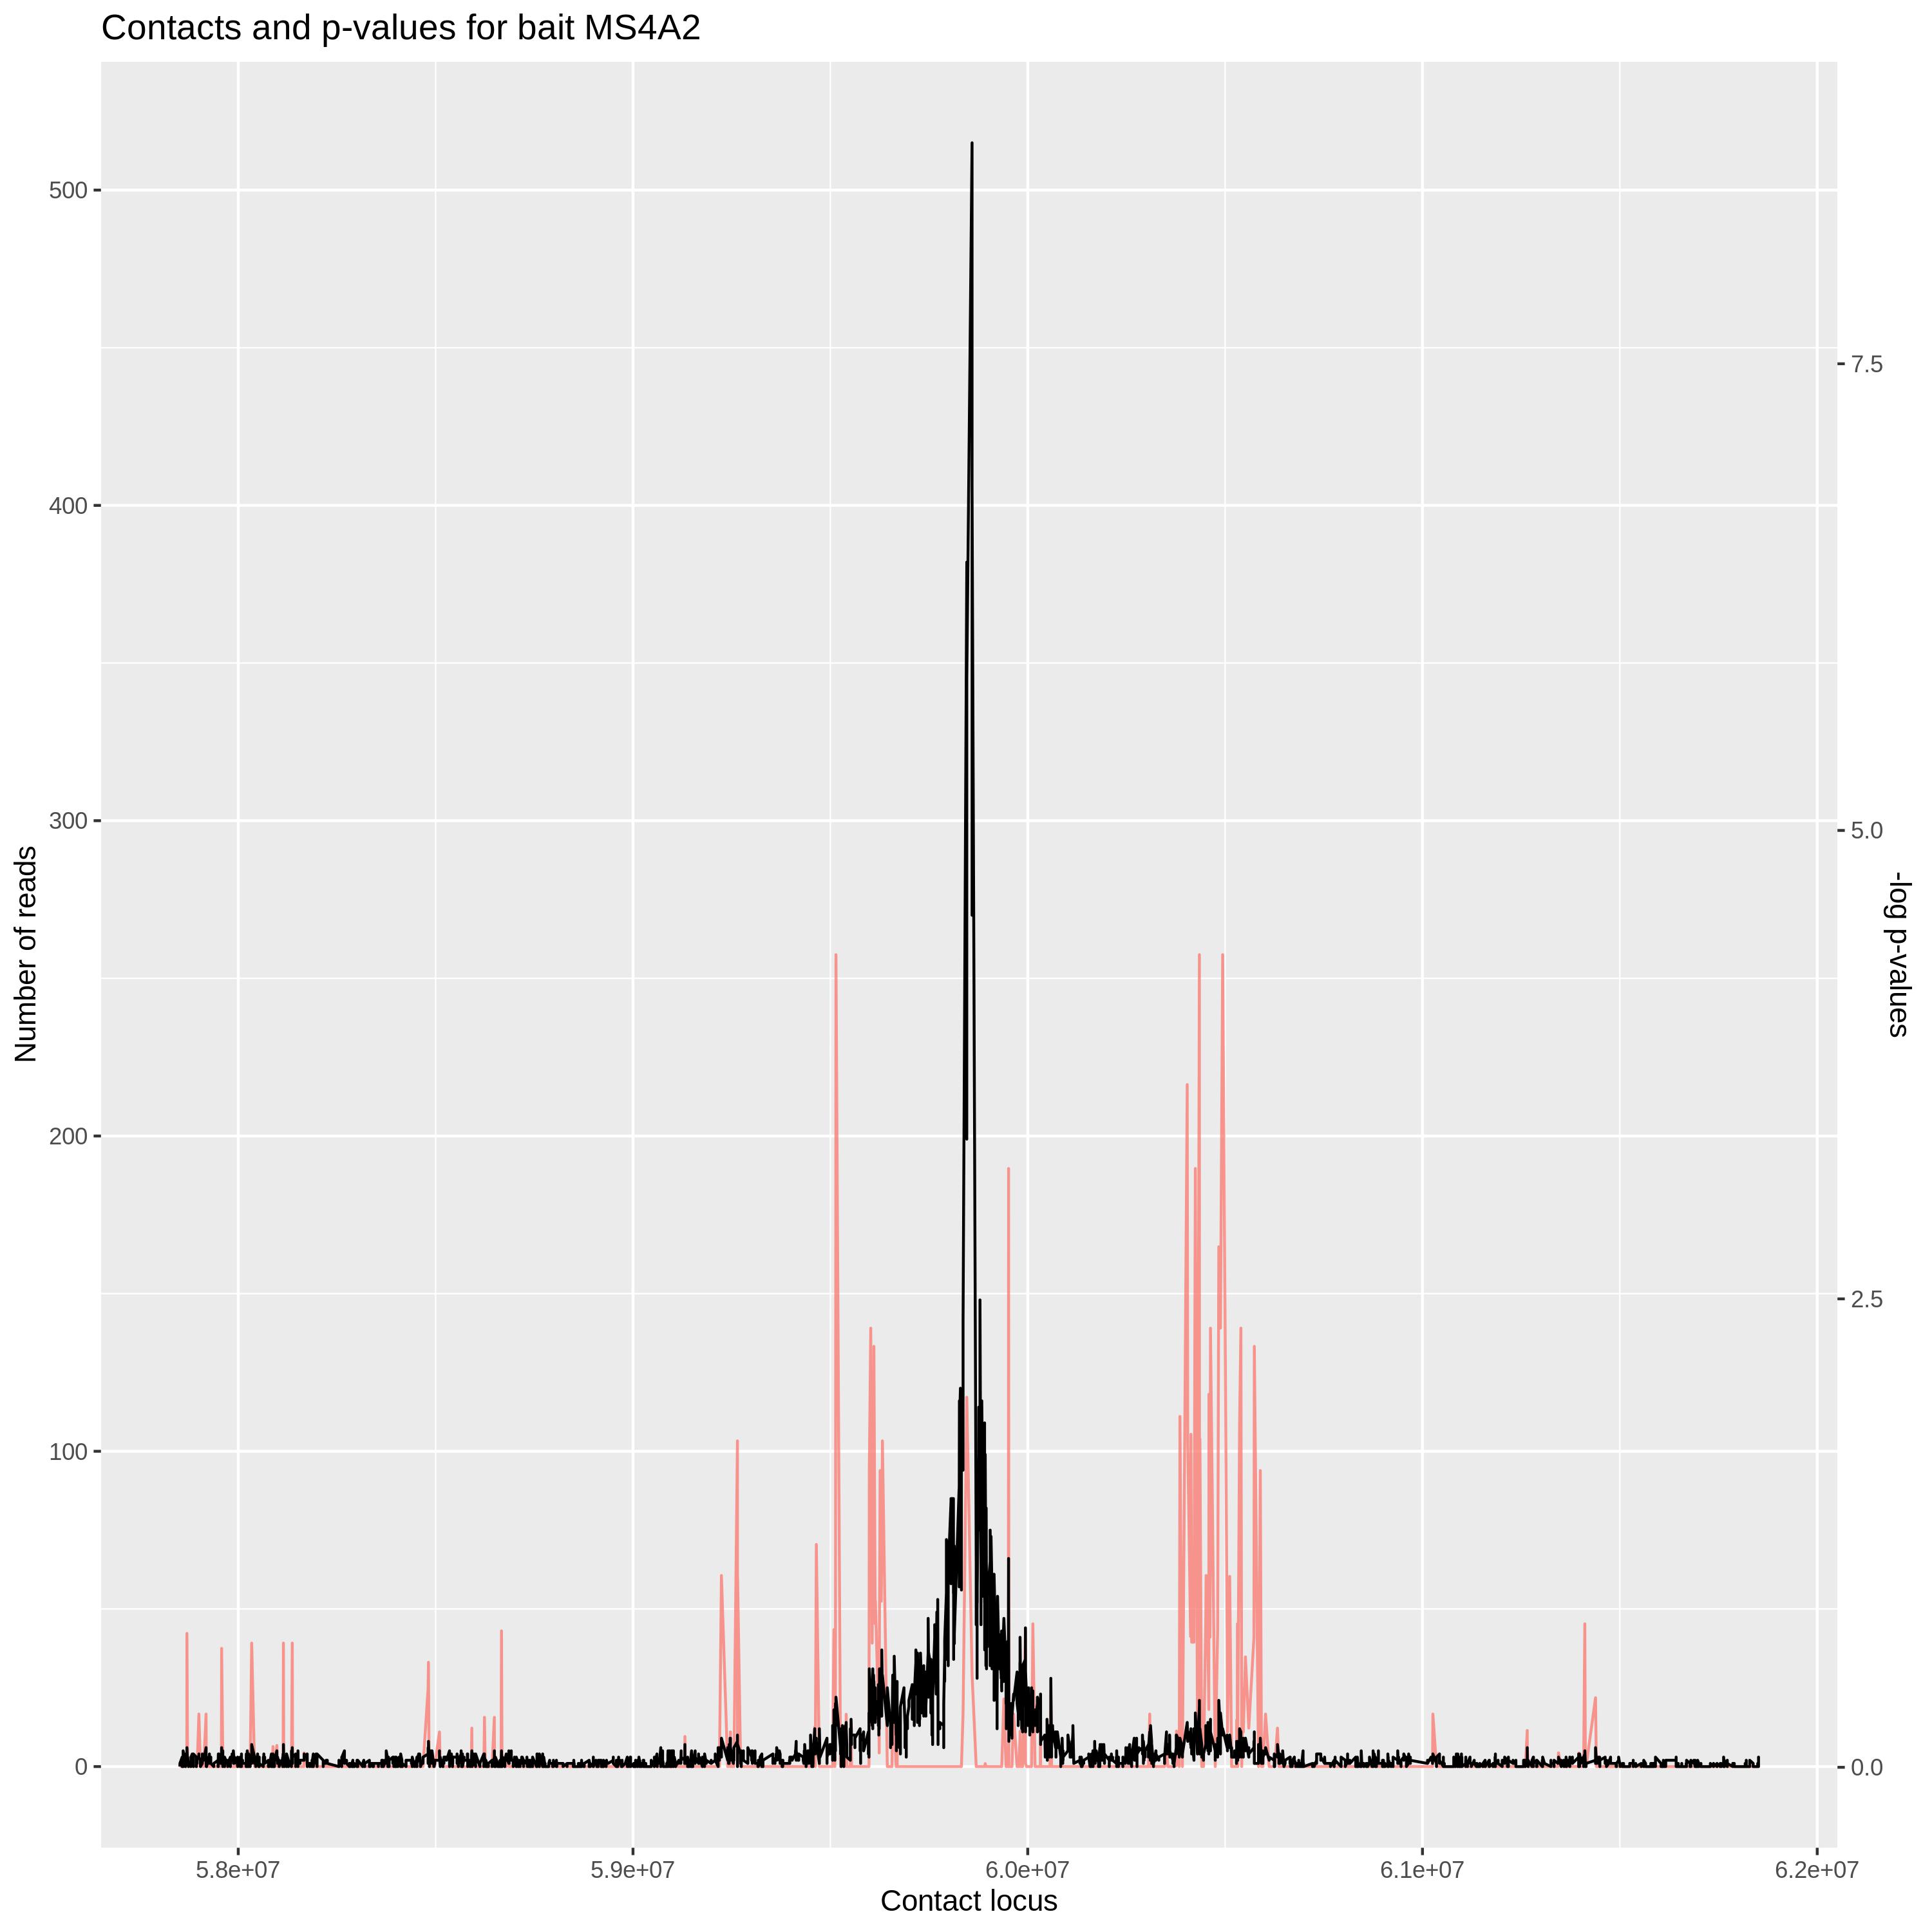 Contacts and p-values for bait MS4A2
500
400
300
200
100
0
Number of reads
7.5
5.0
2.5
0.0
-log p-values
5.8e+07
5.9e+07
6.0e+07
6.1e+07
6.2e+07
Contact locus